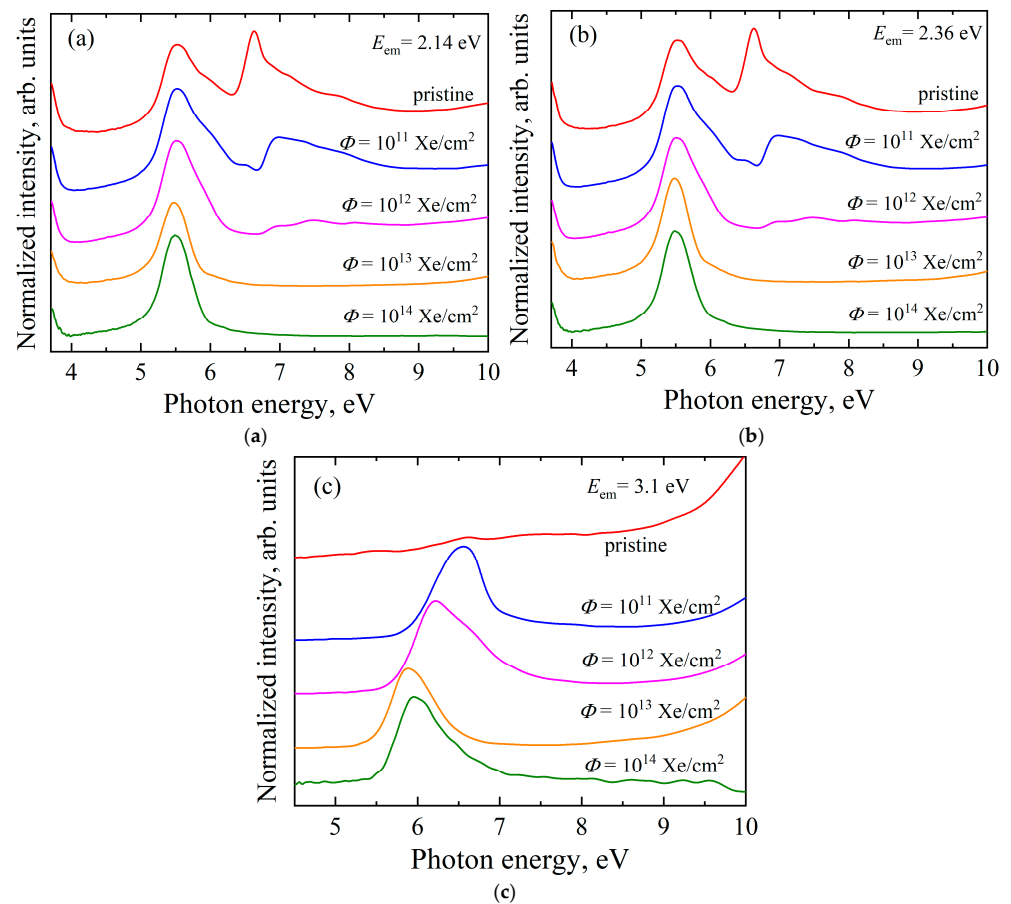 (a)
E_em = 2.14 eV
pristine
Φ = 10^11 Xe/cm^2
Φ = 10^12 Xe/cm^2
Φ = 10^13 Xe/cm^2
Φ = 10^14 Xe/cm^2
Normalized intensity, arb. units
4 5 6 7 8 9 10
Photon energy, eV
(a)
(b)
E_em = 2.36 eV
pristine
Φ = 10^11 Xe/cm^2
Φ = 10^12 Xe/cm^2
Φ = 10^13 Xe/cm^2
Φ = 10^14 Xe/cm^2
Normalized intensity, arb. units
4 5 6 7 8 9 10
Photon energy, eV
(b)
(c)
E_em = 3.1 eV
pristine
Φ = 10^11 Xe/cm^2
Φ = 10^12 Xe/cm^2
Φ = 10^13 Xe/cm^2
Φ = 10^14 Xe/cm^2
Normalized intensity, arb. units
5 6 7 8 9 10
Photon energy, eV
(c)